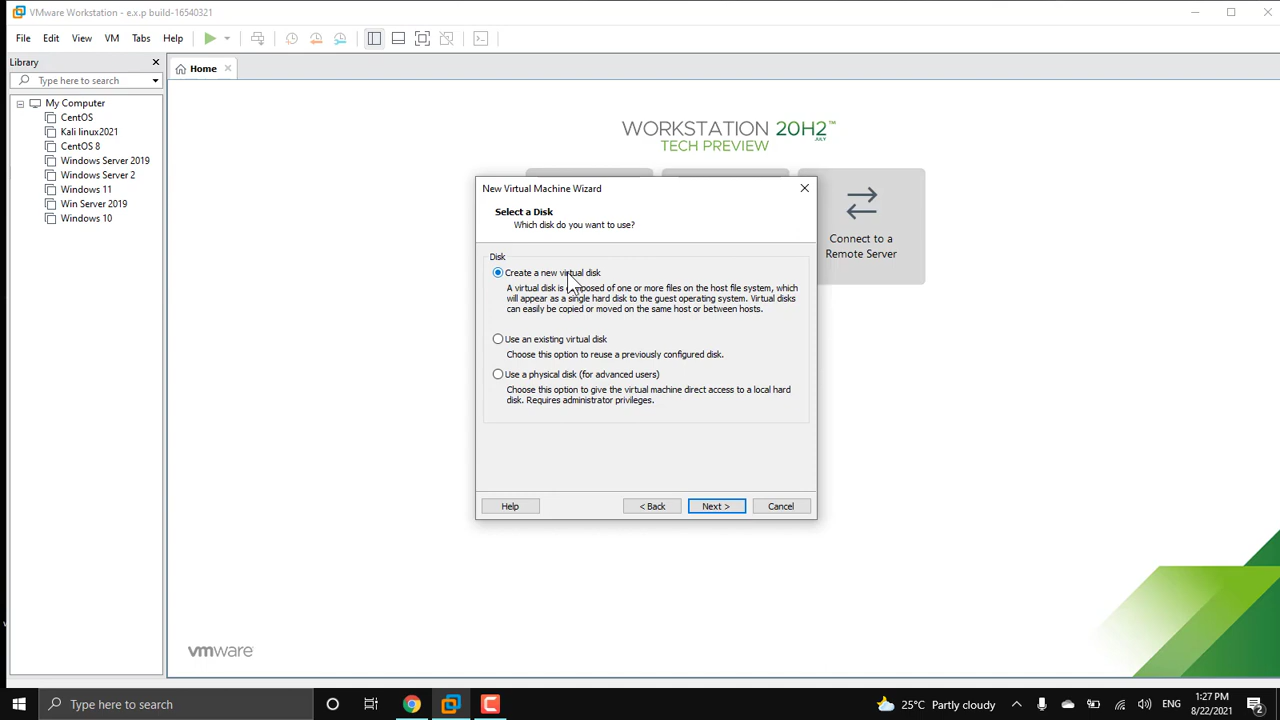 VMware Workstation - e.x.p build-16540321
File Edit View VM Tabs Help
Library
Type here to search
Home
My Computer
CentOS
Kali linux2021
CentOS 8
Windows Server 2019
Windows Server 2
Windows 11
Win Server 2019
Windows 10
WORKSTATION 20H2™
JULY
TECH PREVIEW
Connect to a
Remote Server
New Virtual Machine Wizard
Select a Disk
Which disk do you want to use?
Disk
Create a new virtual disk
A virtual disk is composed of one or more files on the host file system, which
will appear as a single hard disk to the guest operating system. Virtual disks
can easily be copied or moved on the same host or between hosts.
Use an existing virtual disk
Choose this option to reuse a previously configured disk.
Use a physical disk (for advanced users)
Choose this option to give the virtual machine direct access to a local hard
disk. Requires administrator privileges.
Help < Back Next > Cancel
vmware
Type here to search
25°C Partly cloudy
ENG
1:27 PM
8/22/2021
2